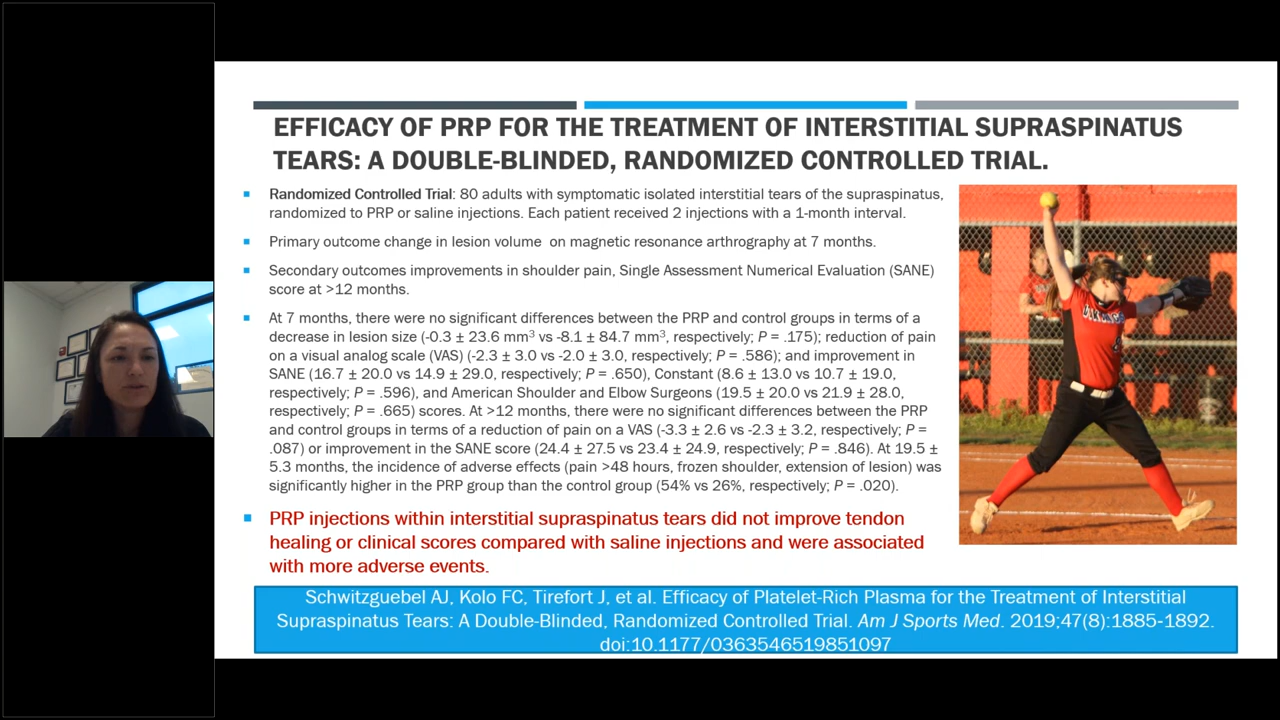 EFFICACY OF PRP FOR THE TREATMENT OF INTERSTITIAL SUPRASPINATUS
TEARS: A DOUBLE-BLINDED, RANDOMIZED CONTROLLED TRIAL.
Randomized Controlled Trial: 80 adults with symptomatic isolated interstitial tears of the supraspinatus,
randomized to PRP or saline injections. Each patient received 2 injections with a 1-month interval.
Primary outcome change in lesion volume on magnetic resonance arthrography at 7 months.
Secondary outcomes improvements in shoulder pain, Single Assessment Numerical Evaluation (SANE)
score at >12 months.
At 7 months, there were no significant differences between the PRP and control groups in terms of a
decrease in lesion size (-0.3 ± 23.6 mm³ vs -8.1 ± 84.7 mm³, respectively; P = .175); reduction of pain
on a visual analog scale (VAS) (-2.3 ± 3.0 vs -2.0 ± 3.0, respectively; P = .586); and improvement in
SANE (16.7 ± 20.0 vs 14.9 ± 29.0, respectively; P = .650), Constant (8.6 ± 13.0 vs 10.7 ± 19.0,
respectively; P = .596), and American Shoulder and Elbow Surgeons (19.5 ± 20.0 vs 21.9 ± 28.0,
respectively; P = .665) scores. At >12 months, there were no significant differences between the PRP
and control groups in terms of a reduction of pain on a VAS (-3.3 ± 2.6 vs -2.3 ± 3.2, respectively; P =
.087) or improvement in the SANE score (24.4 ± 27.5 vs 23.4 ± 24.9, respectively; P = .846). At 19.5 ±
5.3 months, the incidence of adverse effects (pain >48 hours, frozen shoulder, extension of lesion) was
significantly higher in the PRP group than the control group (54% vs 26%, respectively; P = .020).
PRP injections within interstitial supraspinatus tears did not improve tendon
healing or clinical scores compared with saline injections and were associated
with more adverse events.
Schwitzguebel AJ, Kolo FC, Tirefort J, et al. Efficacy of Platelet-Rich Plasma for the Treatment of Interstitial
Supraspinatus Tears: A Double-Blinded, Randomized Controlled Trial. Am J Sports Med. 2019;47(8):1885-1892.
doi:10.1177/0363546519851097